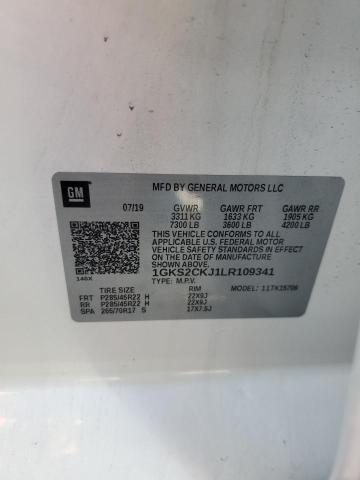 GM
MFD BY GENERAL MOTORS LLC
07/19 GVWR GAWR FRT GAWR RR
3311 KG 1633 KG 1905 KG
7300 LB 3600 LB 4200 LB
THIS VEHICLE CONFORMS TO ALL
APPLICABLE U.S. FEDERAL MOTOR
VEHICLE SAFETY STANDARDS IN EFFECT
ON THE DATE OF MANUFACTURE SHOWN ABOVE.
1GKS2CKJ1LR109341
TYPE: M.P.V. MODEL: 11TK15706
TIRE SIZE RIM
FRT P285/45R22 H 22X9J
RR P285/45R22 H 22X9J
SPA 265/70R17 S 17X7.5J